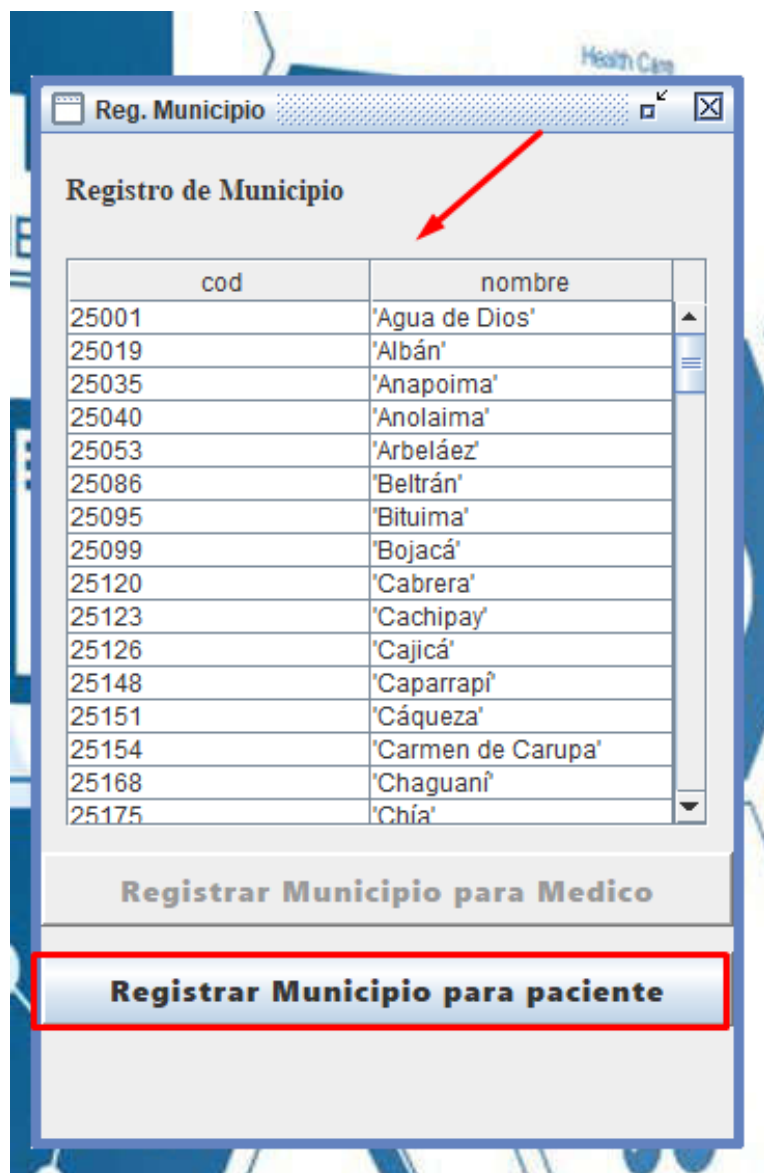 Health Care
Reg. Municipio
Registro de Municipio
cod nombre
25001 'Agua de Dios'
25019 'Albán'
25035 'Anapoima'
25040 'Anolaima'
25053 'Arbeláez'
25086 'Beltrán'
25095 'Bituima'
25099 'Bojacá'
25120 'Cabrera'
25123 'Cachipay'
25126 'Cajicá'
25148 'Caparrapí'
25151 'Cáqueza'
25154 'Carmen de Carupa'
25168 'Chaguaní'
25175 'Chía'
Registrar Municipio para Medico
Registrar Municipio para paciente